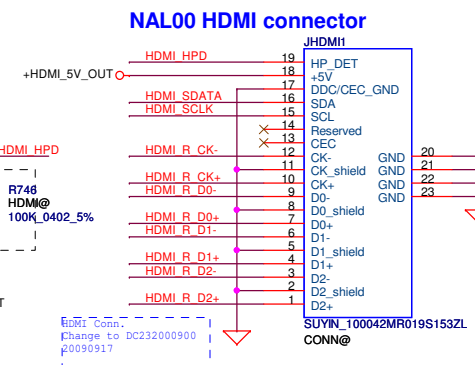 NAL00 HDMI connector
JHDMI1
HDMI_HPD 19 HP_DET
+HDMI_5V_OUT 18 +5V
17 DDC/CEC_GND
HDMI_SDATA 16 SDA
HDMI_SCLK 15 SCL
14 Reserved
13 CEC
HDMI_HPD
HDMI_R_CK- 12 CK- GND 20
11 CK_shield GND 21
HDMI_R_CK+ 10 CK+ GND 22
HDMI_R_D0- 9 D0- GND 23
8 D0_shield
HDMI_R_D0+ 7 D0+
HDMI_R_D1- 6 D1-
5 D1_shield
HDMI_R_D1+ 4 D1+
HDMI_R_D2- 3 D2-
2 D2_shield
HDMI_R_D2+ 1 D2+
R746
HDMI@
100K_0402_5%
T
HDMI Conn.
Change to DC232000900
20090917
SUYIN_100042MR019S153ZL
CONN@